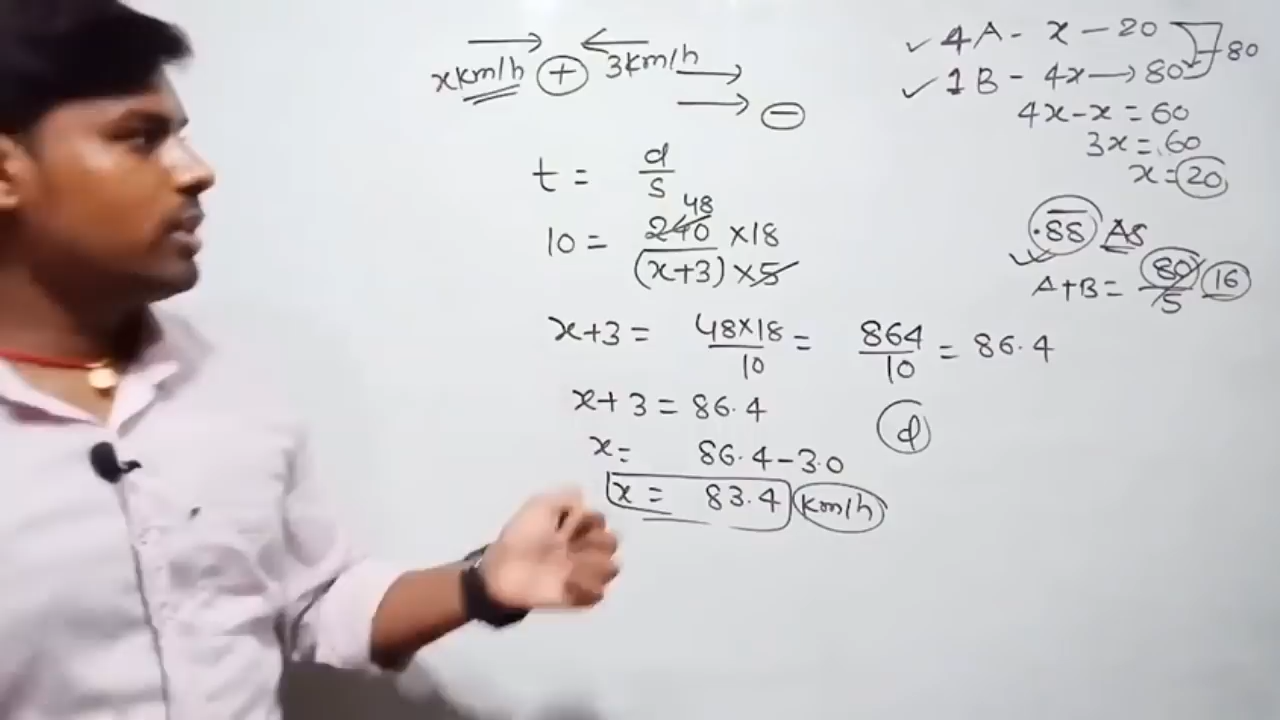 x km/h (+) 3km/h
(−)
t = d/s
10 = 240 48 ×18 / (x+3) ×5
x+3 = 48×18/10 = 864/10 = 86.4
x+3 = 86.4
x = 86.4-3.0
x = 83.4 km/h
d
4A - x - 20
80
1B - 4x → 80
4x-x = 60
3x = 60
x = 20
.88 A8
A+B = 80/5 16